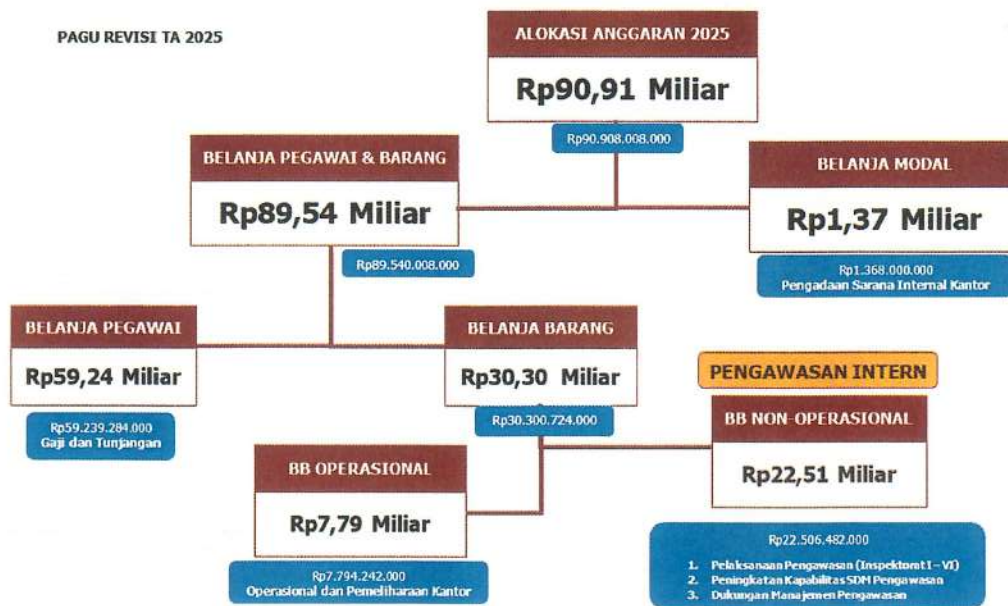 PAGU REVISI TA 2025
ALOKASI ANGGARAN 2025
Rp90,91 Miliar
Rp90.908.008.000
BELANJA PEGAWAI & BARANG
Rp89,54 Miliar
Rp89.540.008.000
BELANJA MODAL
Rp1,37 Miliar
Rp1.368.000.000
Pengadaan Sarana Internal Kantor
BELANJA PEGAWAI
Rp59,24 Miliar
Rp59.239.284.000
Gaji dan Tunjangan
BELANJA BARANG
Rp30,30 Miliar
Rp30.300.724.000
PENGAWASAN INTERN
BB NON-OPERASIONAL
Rp22,51 Miliar
Rp22.506.482.000
1. Pelaksanaan Pengawasan (Inspektorat I – VI)
2. Peningkatan Kapabilitas SDM Pengawasan
3. Dukungan Manajemen Pengawasan
BB OPERASIONAL
Rp7,79 Miliar
Rp7.794.242.000
Operasional dan Pemeliharaan Kantor